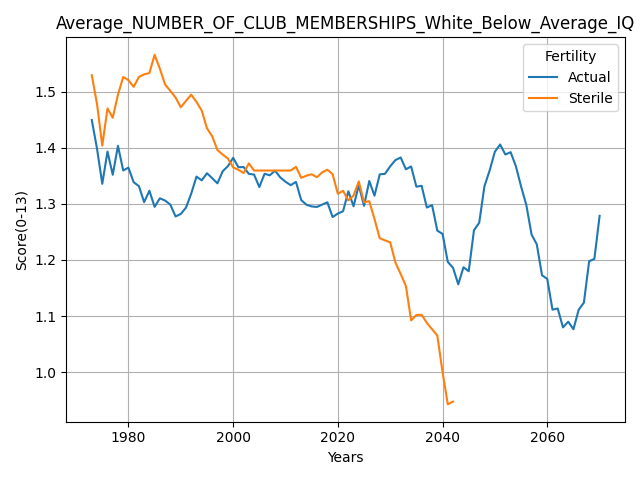 Average_NUMBER_OF_CLUB_MEMBERSHIPS_White_Below_Average_IQ
Fertility
Actual
Sterile
Score(0-13)
1.5
1.4
1.3
1.2
1.1
1.0
1980
2000
2020
2040
2060
Years